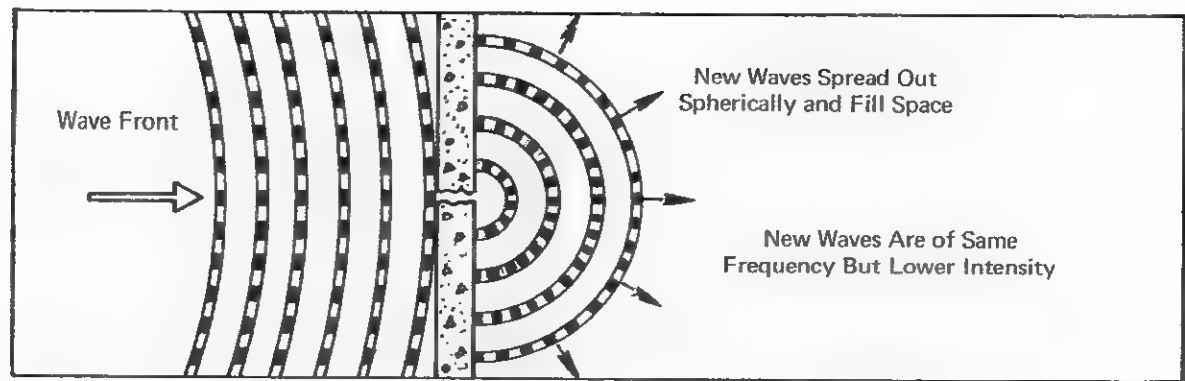 Wave Front
New Waves Spread Out
Spherically and Fill Space
New Waves Are of Same
Frequency But Lower Intensity